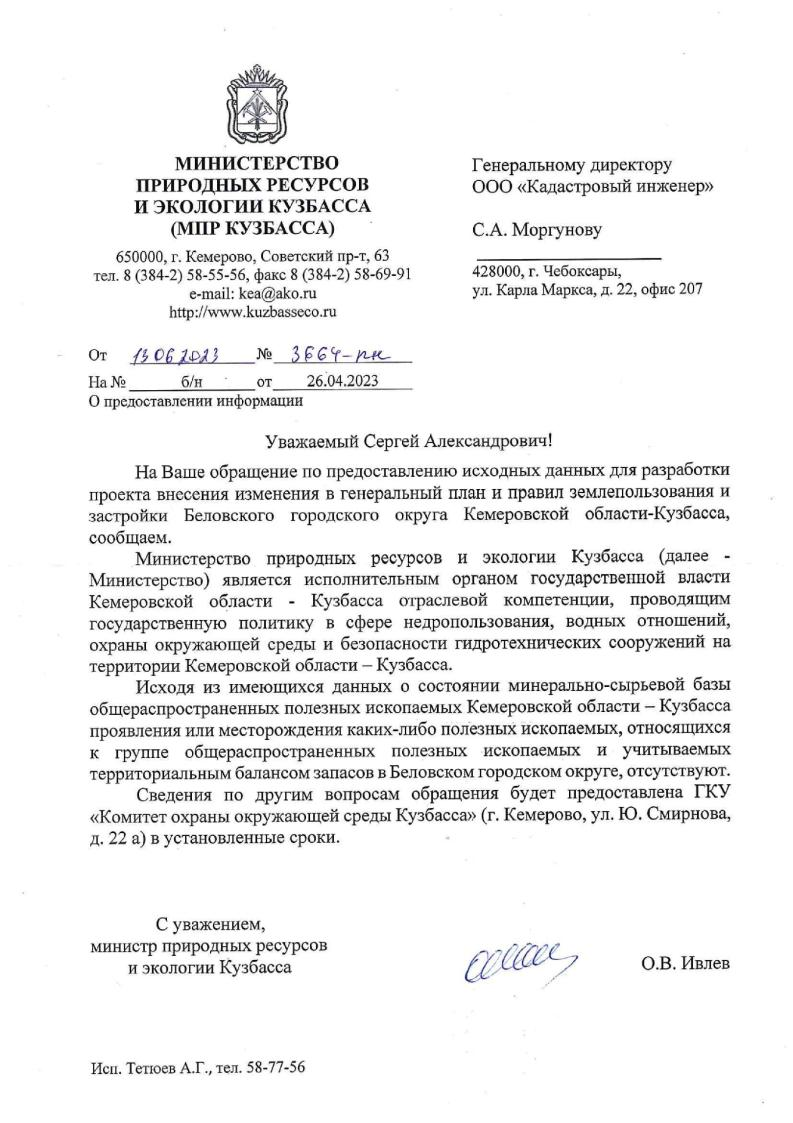 МИНИСТЕРСТВО
ПРИРОДНЫХ РЕСУРСОВ
И ЭКОЛОГИИ КУЗБАССА
(МПР КУЗБАССА)
650000, г. Кемерово, Советский пр-т, 63
тел. 8 (384-2) 58-55-56, факс 8 (384-2) 58-69-91
e-mail: kea@ako.ru
http://www.kuzbasseco.ru
От 13 06 2023 № 3664-пн
На № б/н от 26.04.2023
О предоставлении информации
Генеральному директору
ООО «Кадастровый инженер»
С.А. Моргунову
428000, г. Чебоксары,
ул. Карла Маркса, д. 22, офис 207
Уважаемый Сергей Александрович!
На Ваше обращение по предоставлению исходных данных для разработки
проекта внесения изменения в генеральный план и правил землепользования и
застройки Беловского городского округа Кемеровской области-Кузбасса,
сообщаем.
Министерство природных ресурсов и экологии Кузбасса (далее -
Министерство) является исполнительным органом государственной власти
Кемеровской области - Кузбасса отраслевой компетенции, проводящим
государственную политику в сфере недропользования, водных отношений,
охраны окружающей среды и безопасности гидротехнических сооружений на
территории Кемеровской области – Кузбасса.
Исходя из имеющихся данных о состоянии минерально-сырьевой базы
общераспространенных полезных ископаемых Кемеровской области – Кузбасса
проявления или месторождения каких-либо полезных ископаемых, относящихся
к группе общераспространенных полезных ископаемых и учитываемых
территориальным балансом запасов в Беловском городском округе, отсутствуют.
Сведения по другим вопросам обращения будет предоставлена ГКУ
«Комитет охраны окружающей среды Кузбасса» (г. Кемерово, ул. Ю. Смирнова,
д. 22 а) в установленные сроки.
С уважением,
министр природных ресурсов
и экологии Кузбасса
О.В. Ивлев
Исп. Тетюев А.Г., тел. 58-77-56